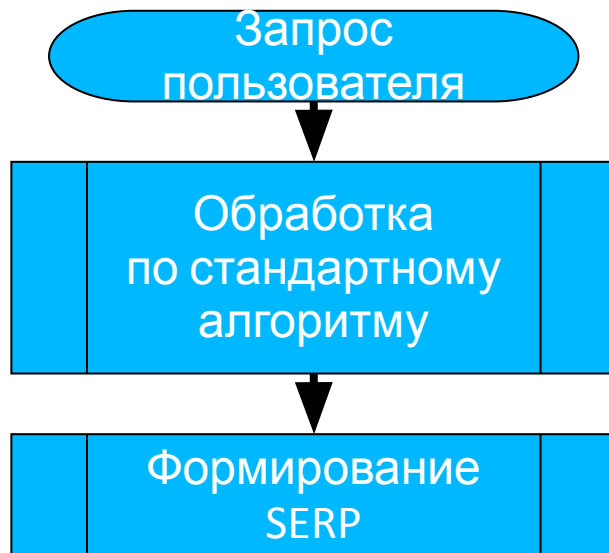 Запрос
пользователя
Обработка
по стандартному
алгоритму
Формирование
SERP